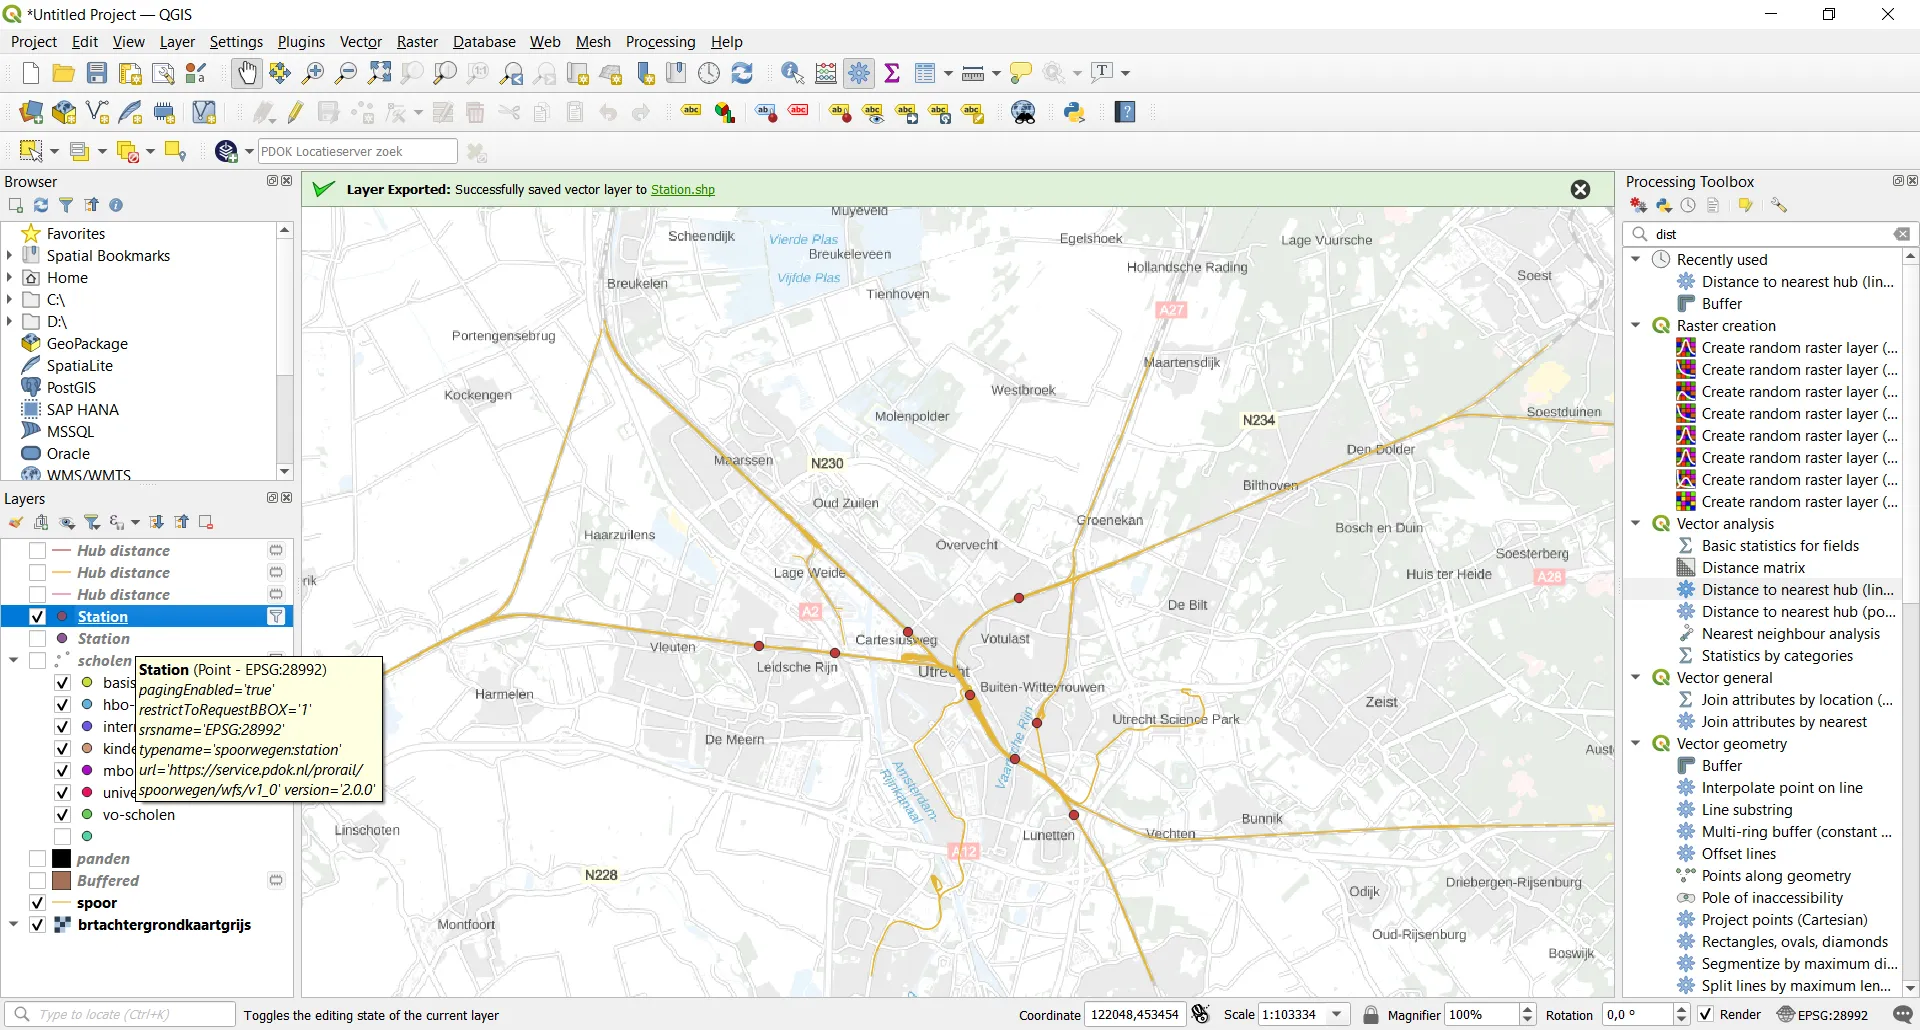 *Untitled Project — QGIS
Project Edit View Layer Settings Plugins Vector Raster Database Web Mesh Processing Help
PDOK Locatieserver zoek
Browser
Favorites
Spatial Bookmarks
Home
C:\
D:\
GeoPackage
SpatiaLite
PostGIS
SAP HANA
MSSQL
Oracle
WMS/WMTS
Layers
Hub distance
Hub distance
Hub distance
Station
Station
scholen
basis
hbo-
inter
kinde
mbo
unive
vo-scholen
panden
Buffered
spoor
brtachtergrondkaartgrijs
Station (Point - EPSG:28992)
pagingEnabled='true'
restrictToRequestBBOX='1'
srsname='EPSG:28992'
typename='spoorwegen:station'
url='https://service.pdok.nl/prorail/
spoorwegen/wfs/v1_0' version='2.0.0'
Layer Exported: Successfully saved vector layer to Station.shp
Muyeveld
Scheendijk
Vierde Plas
Breukeleveen
Egelshoek
Lage Vuursche
Breukelen
Vijfde Plas
Tienhoven
Hollandsche Rading
Soest
A27
Portengensebrug
Maartensdijk
Westbroek
Kockengen
Molenpolder
N234
Soestduinen
Maarssen
N230
Den Dolder
Oud Zuilen
Bilthoven
Groenekan
Bosch en Duin
Haarzuilens
Overvecht
Soesterberg
Lage Weide
Huis ter Heide
A28
rik
A2
De Bilt
Cartesiusweg
Votulast
Vleuten
Leidsche Rijn
Utrecht
Buiten-Wittevrouwen
Harmelen
Zeist
Utrecht Science Park
De Meern
Vaartsche Rijn
Aust
Amsterdam-
Rijnkanaal
Linschoten
Lunetten
Vechten
Bunnik
A12
N228
Odijk
Driebergen-Rijsenburg
Montfoort
Oud-Rijsenburg
Boswijk
Processing Toolbox
dist
Recently used
Distance to nearest hub (lin...
Buffer
Raster creation
Create random raster layer (...
Create random raster layer (...
Create random raster layer (...
Create random raster layer (...
Create random raster layer (...
Create random raster layer (...
Create random raster layer (...
Create random raster layer (...
Vector analysis
Basic statistics for fields
Distance matrix
Distance to nearest hub (lin...
Distance to nearest hub (po...
Nearest neighbour analysis
Statistics by categories
Vector general
Join attributes by location (...
Join attributes by nearest
Vector geometry
Buffer
Interpolate point on line
Line substring
Multi-ring buffer (constant ...
Offset lines
Points along geometry
Pole of inaccessibility
Project points (Cartesian)
Rectangles, ovals, diamonds
Segmentize by maximum di...
Split lines by maximum len...
Type to locate (Ctrl+K)
Toggles the editing state of the current layer
Coordinate 122048,453454
Scale 1:103334
Magnifier 100%
Rotation 0,0 °
Render
EPSG:28992